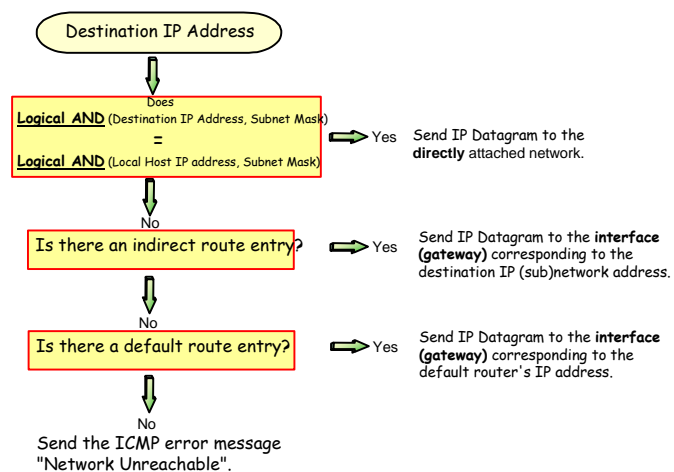 Destination IP Address
Does
Logical AND (Destination IP Address, Subnet Mask)
=
Logical AND (Local Host IP address, Subnet Mask)
Yes
Send IP Datagram to the
directly attached network.
No
Is there an indirect route entry?
Yes
Send IP Datagram to the interface
(gateway) corresponding to the
destination IP (sub)network address.
No
Is there a default route entry?
Yes
Send IP Datagram to the interface
(gateway) corresponding to the
default router's IP address.
No
Send the ICMP error message
"Network Unreachable".